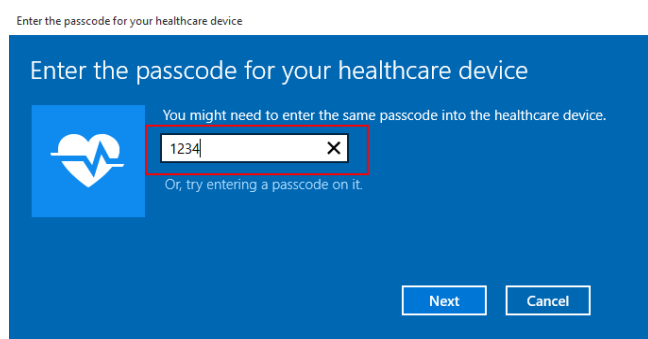 Enter the passcode for your healthcare device
Enter the passcode for your healthcare device
You might need to enter the same passcode into the healthcare device.
1234
Or, try entering a passcode on it.
Next Cancel